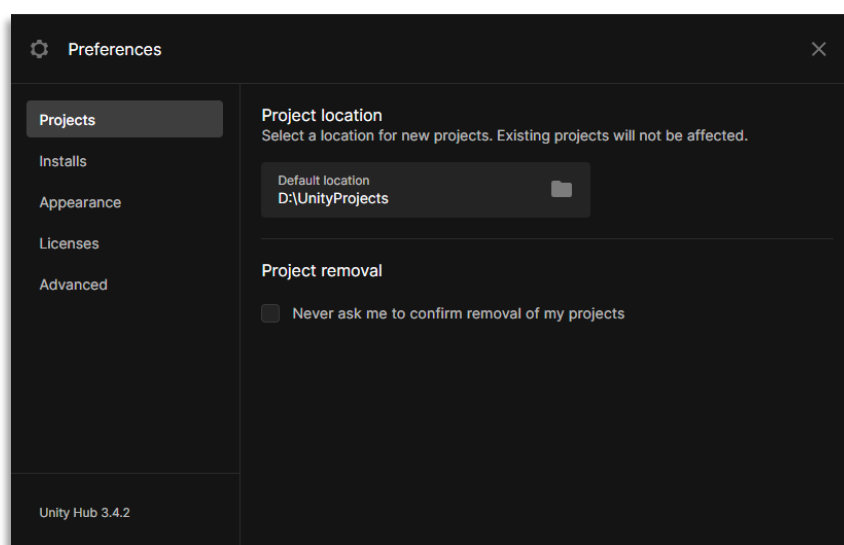 Preferences
Projects
Installs
Appearance
Licenses
Advanced
Unity Hub 3.4.2
Project location
Select a location for new projects. Existing projects will not be affected.
Default location
D:\UnityProjects
Project removal
Never ask me to confirm removal of my projects